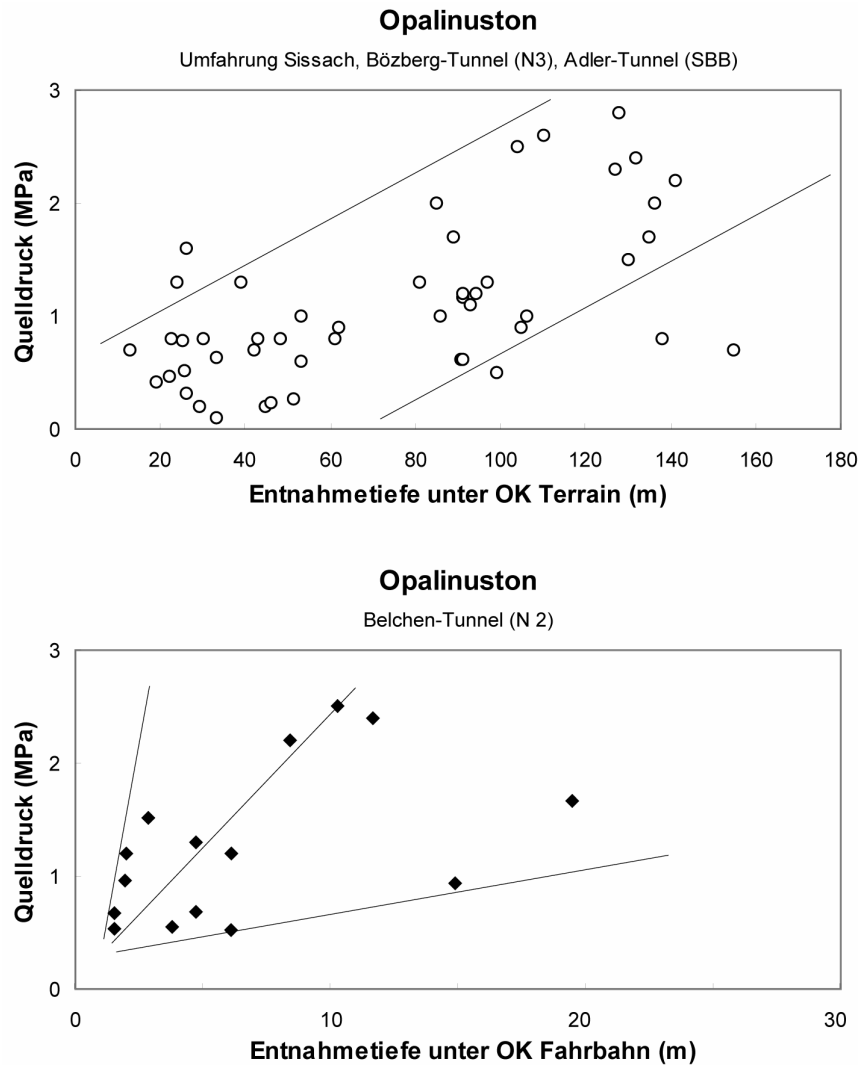 Opalinuston
Umfahrung Sissach, Bözberg-Tunnel (N3), Adler-Tunnel (SBB)
3
2
1
0
Quelldruck (MPa)
0 20 40 60 80 100 120 140 160 180
Entnahmetiefe unter OK Terrain (m)
Opalinuston
Belchen-Tunnel (N 2)
3
2
1
0
Quelldruck (MPa)
0 10 20 30
Entnahmetiefe unter OK Fahrbahn (m)